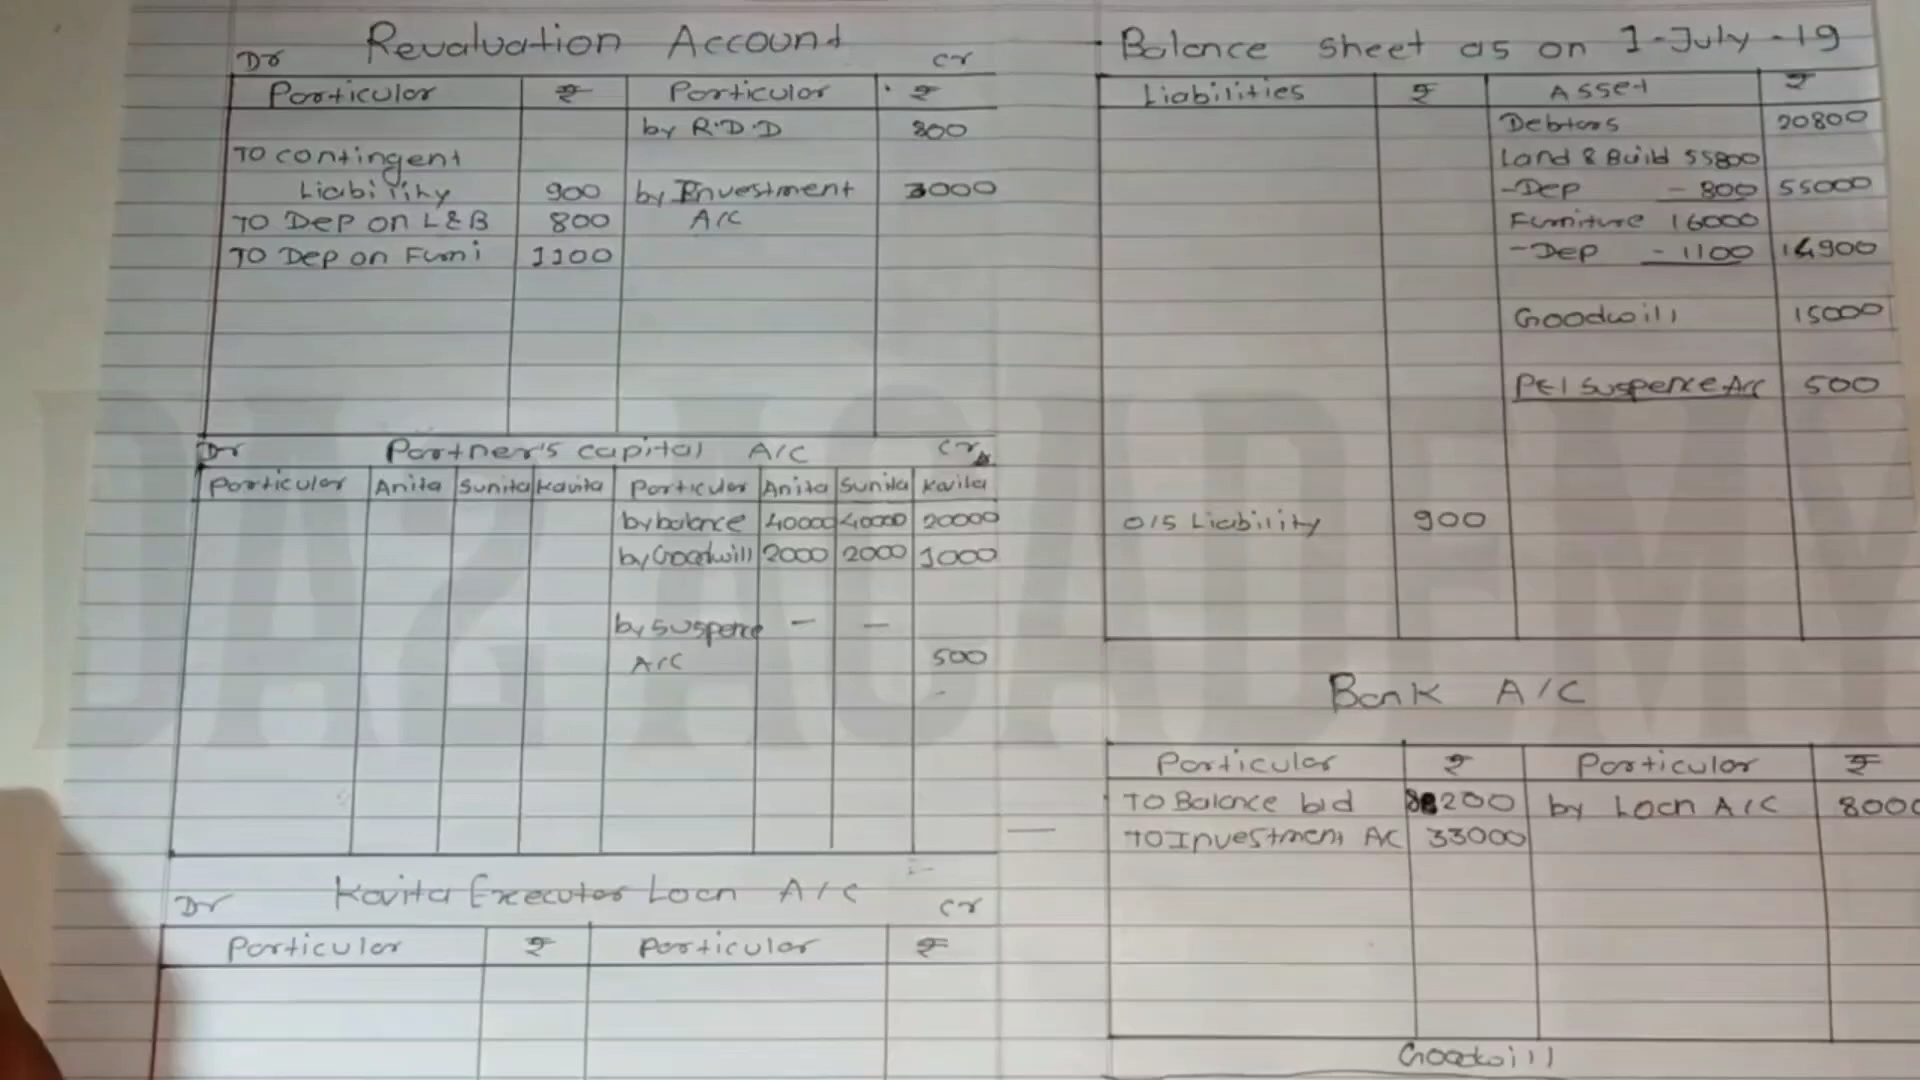 Dr Revaluation Account cr
Particular ₹ Particular ₹
by R.D.D 800
TO contingent
Liability 900 by Investment 3000
TO Dep on L&B 800 A/C
TO Dep on Furni 1100
Dr Partner's capital A/C cr
Particular Anita Sunita Kavita Particular Anita Sunita Kavita
by balance 40000 40000 20000
by Goodwill 2000 2000 1000
by suspence - -
A/C 500
Dr Kavita Executor Loan A/C cr
Particular ₹ Particular ₹
Balance sheet as on 1-July-19
Liabilities ₹ Asset ₹
Debtors 20800
Land & Build 55800
-Dep - 800 55000
Furniture 16000
-Dep - 1100 14900
Goodwill 15000
P&L Suspence A/c 500
O/S Liability 900
Bank A/C
Particular ₹ Particular ₹
TO Balance b/d 200 by Loan A/C 8000
TO Investment AC 33000
Goodwill
DAZ ACADEMY